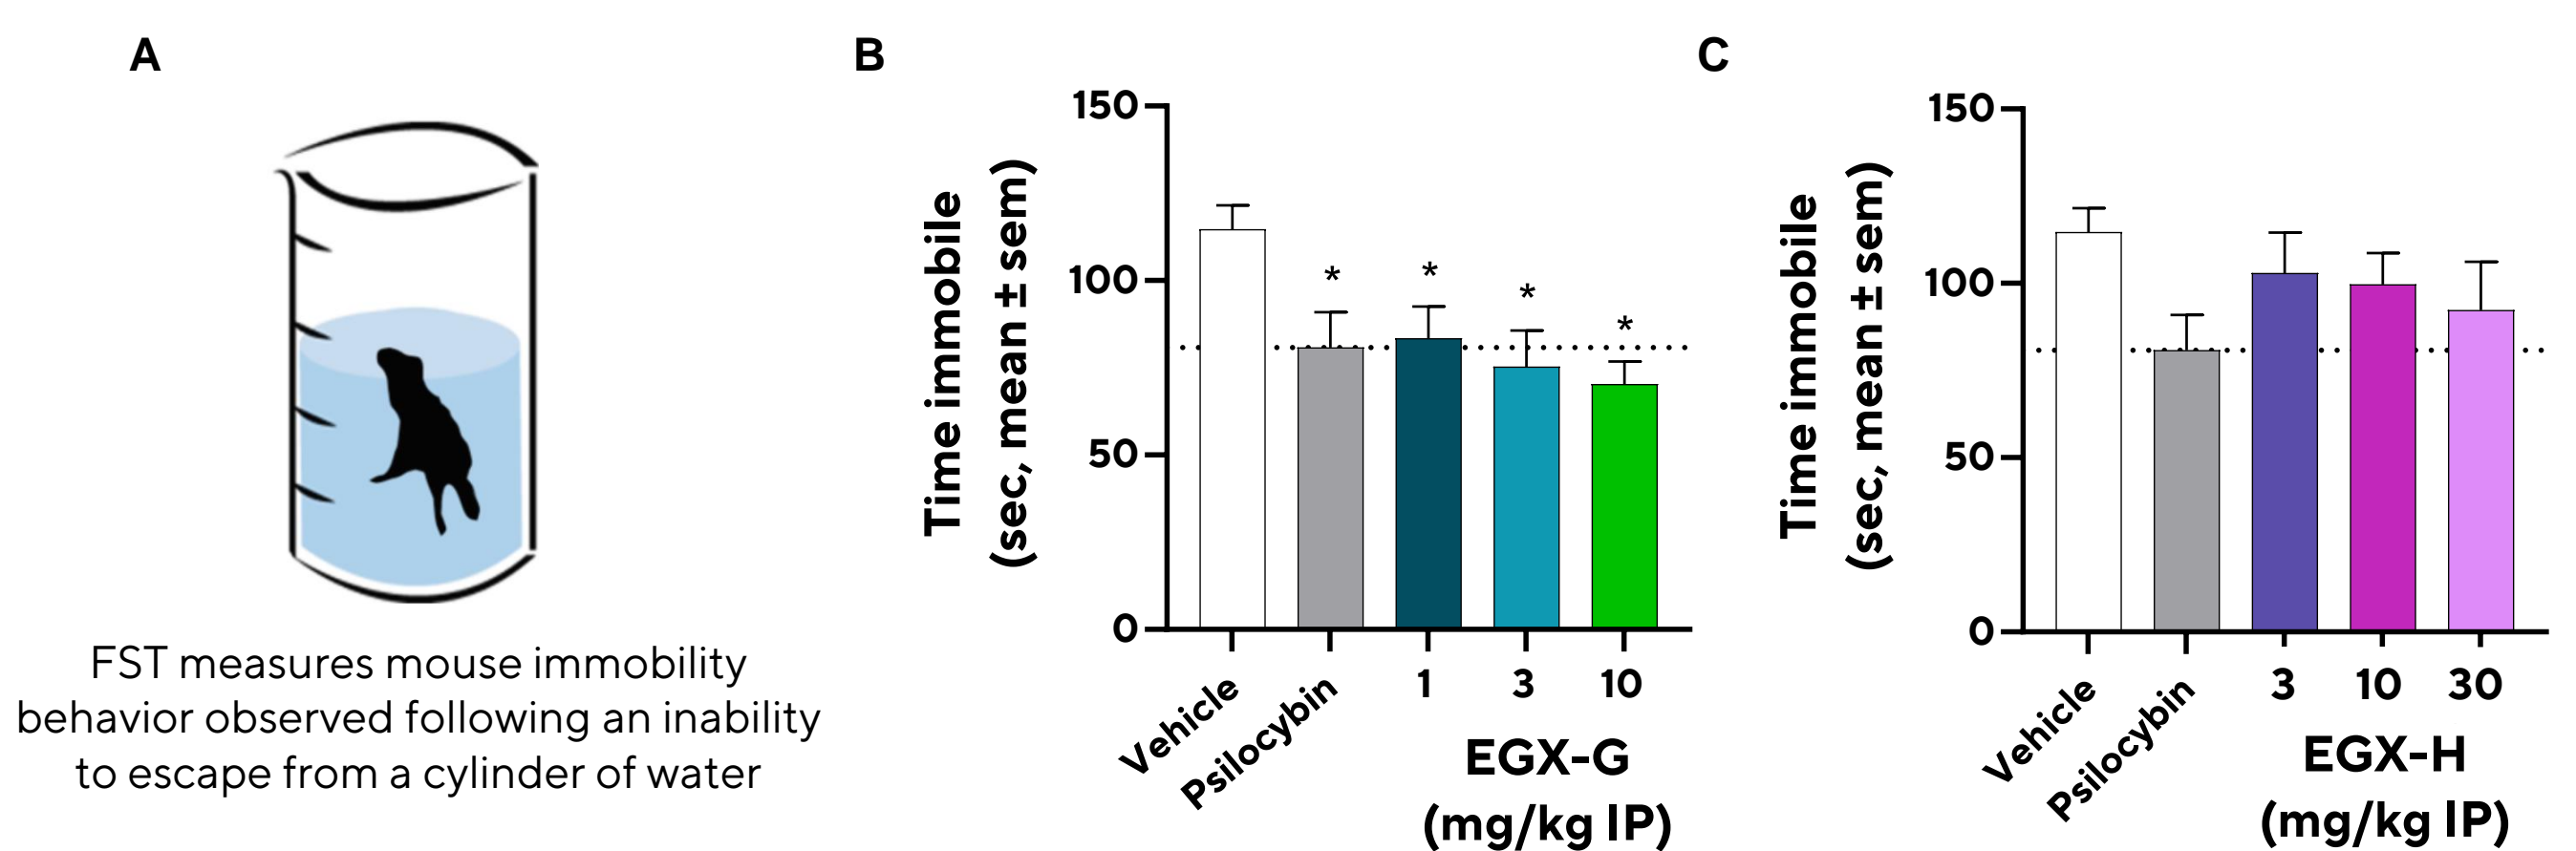 A
FST measures mouse immobility
behavior observed following an inability
to escape from a cylinder of water
B
Time immobile
(sec, mean ± sem)
150
100
50
0
*
*
*
*
Vehicle
Psilocybin
1
3
10
EGX-G
(mg/kg IP)
C
Time immobile
(sec, mean ± sem)
150
100
50
0
Vehicle
Psilocybin
3
10
30
EGX-H
(mg/kg IP)